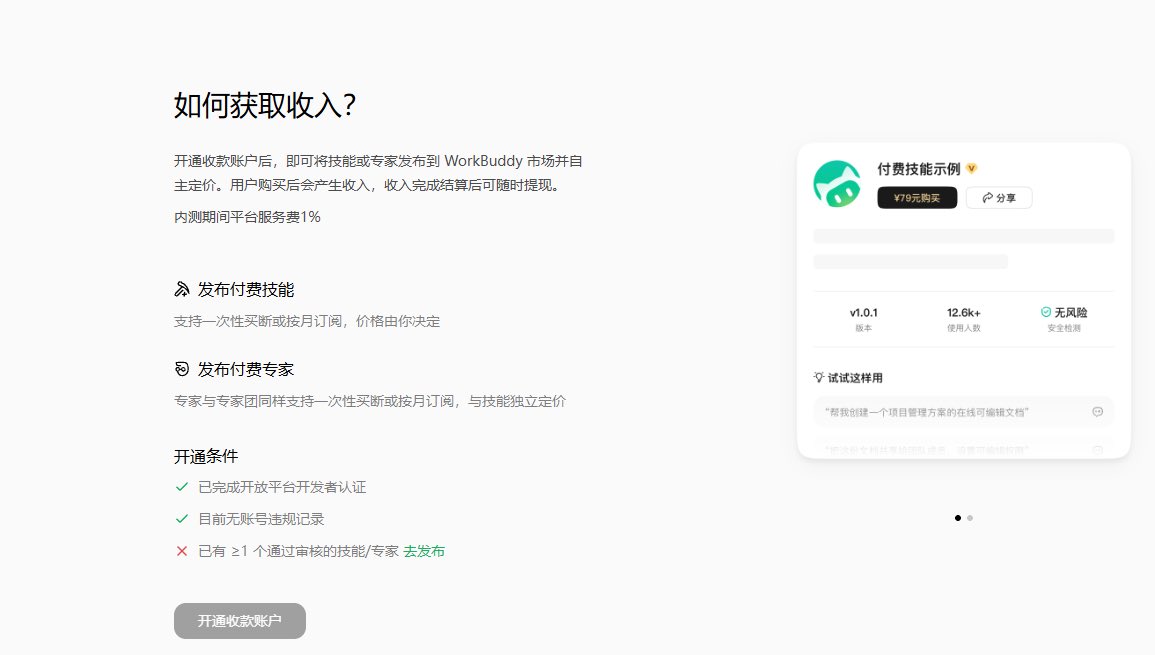 如何获取收入？
开通收款账户后，即可将技能或专家发布到 WorkBuddy 市场并自
主定价。用户购买后会产生收入，收入完成结算后可随时提现。
内测期间平台服务费1%
发布付费技能
支持一次性买断或按月订阅，价格由你决定
发布付费专家
专家与专家团同样支持一次性买断或按月订阅，与技能独立定价
开通条件
已完成开放平台开发者认证
目前无账号违规记录
已有 ≥1 个通过审核的技能/专家 去发布
开通收款账户
付费技能示例
¥79元购买 分享
v1.0.1 12.6k+ 无风险
版本 使用人数 安全检测
试试这样用
“帮我创建一个项目管理方案的在线可编辑文档”